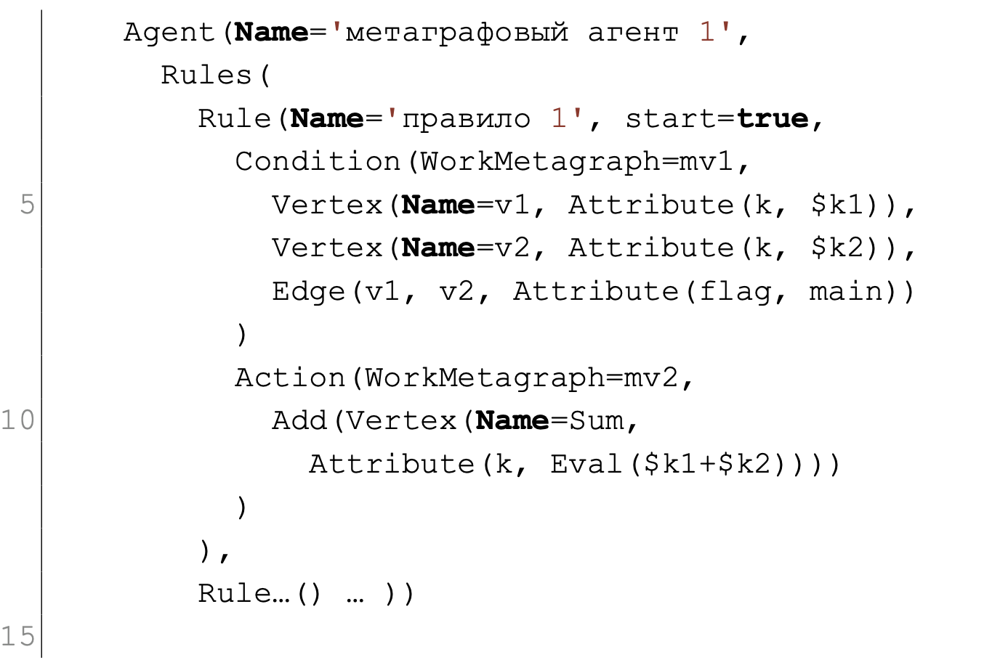 Agent(Name='метаграфовый агент 1',
Rules(
Rule(Name='правило 1', start=true,
Condition(WorkMetagraph=mv1,
5 Vertex(Name=v1, Attribute(k, $k1)),
Vertex(Name=v2, Attribute(k, $k2)),
Edge(v1, v2, Attribute(flag, main))
)
Action(WorkMetagraph=mv2,
10 Add(Vertex(Name=Sum,
Attribute(k, Eval($k1+$k2))))
)
),
Rule…() … ))
15